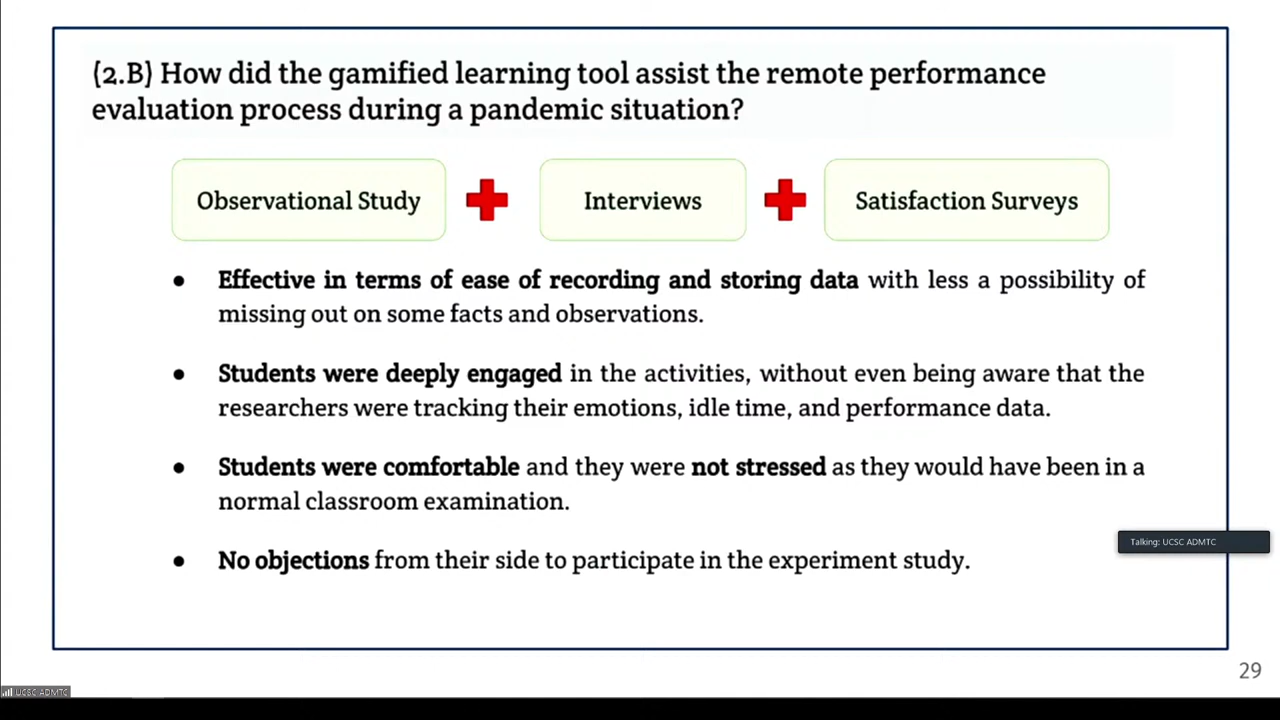 (2.B) How did the gamified learning tool assist the remote performance
evaluation process during a pandemic situation?
Observational Study
Interviews
Satisfaction Surveys
● Effective in terms of ease of recording and storing data with less a possibility of
missing out on some facts and observations.
● Students were deeply engaged in the activities, without even being aware that the
researchers were tracking their emotions, idle time, and performance data.
● Students were comfortable and they were not stressed as they would have been in a
normal classroom examination.
Talking: UCSC ADMTC
● No objections from their side to participate in the experiment study.
29
UCSC ADMTC